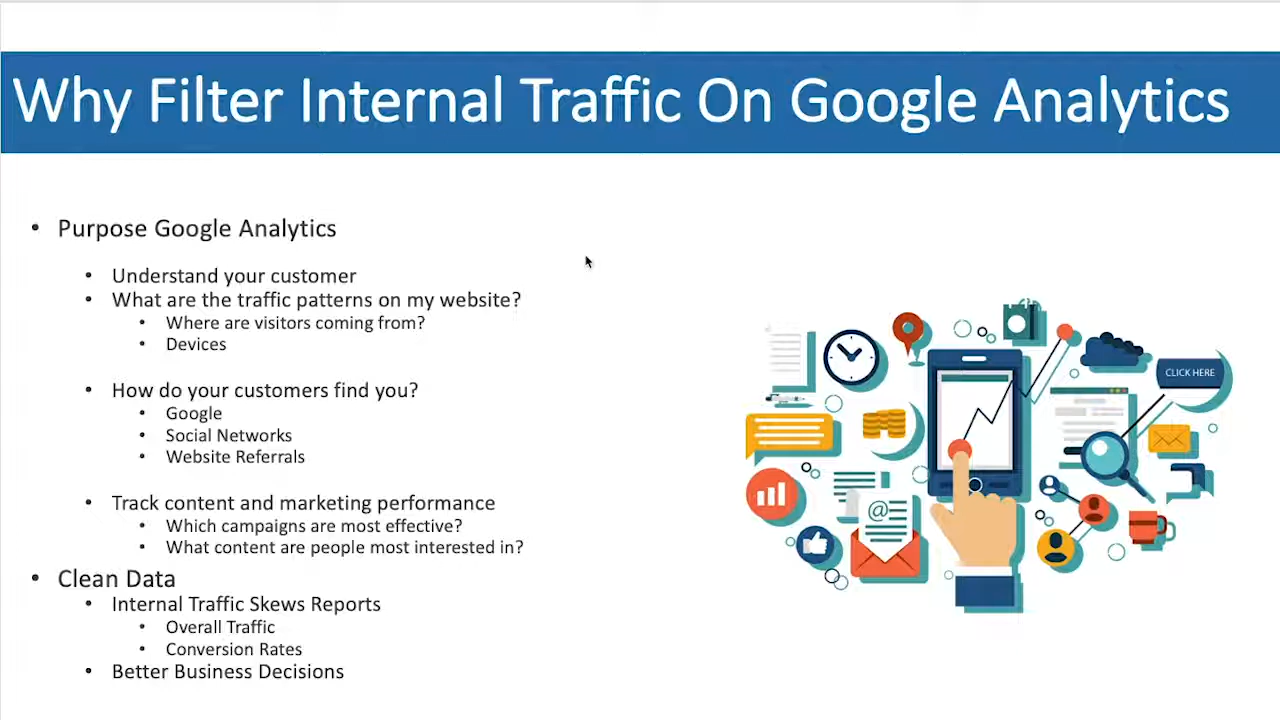 Why Filter Internal Traffic On Google Analytics
• Purpose Google Analytics
• Understand your customer
• What are the traffic patterns on my website?
• Where are visitors coming from?
• Devices
• How do your customers find you?
• Google
• Social Networks
• Website Referrals
• Track content and marketing performance
• Which campaigns are most effective?
• What content are people most interested in?
• Clean Data
• Internal Traffic Skews Reports
• Overall Traffic
• Conversion Rates
• Better Business Decisions
CLICK HERE
@